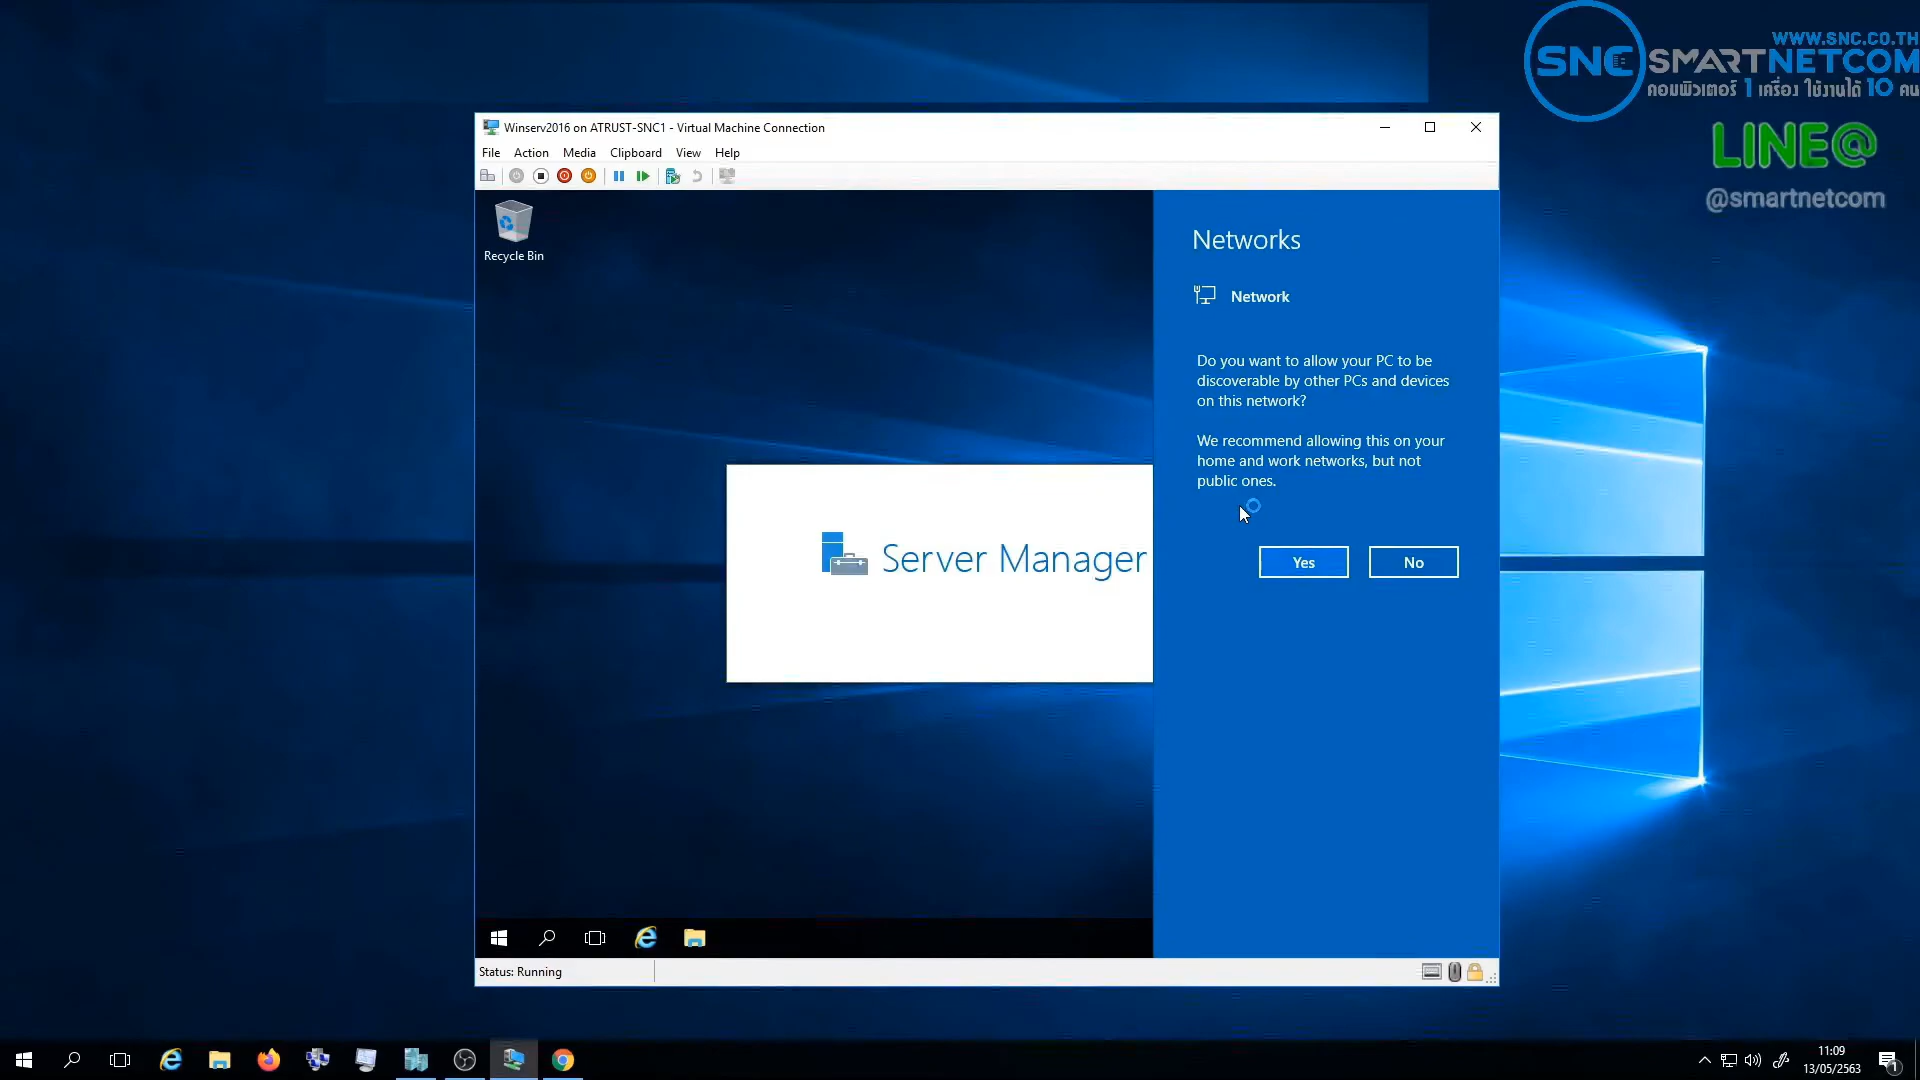 WWW.SNC.CO.TH
SNC SMARTNETCOM
คอมพิวเตอร์ 1 เครื่อง ใช้งานได้ 10 คน
LINE@
@smartnetcom
Winserv2016 on ATRUST-SNC1 - Virtual Machine Connection
File Action Media Clipboard View Help
Recycle Bin
Networks
Network
Do you want to allow your PC to be
discoverable by other PCs and devices
on this network?
We recommend allowing this on your
home and work networks, but not
public ones.
Yes No
Server Manager
Status: Running
11:09
13/05/2563
1